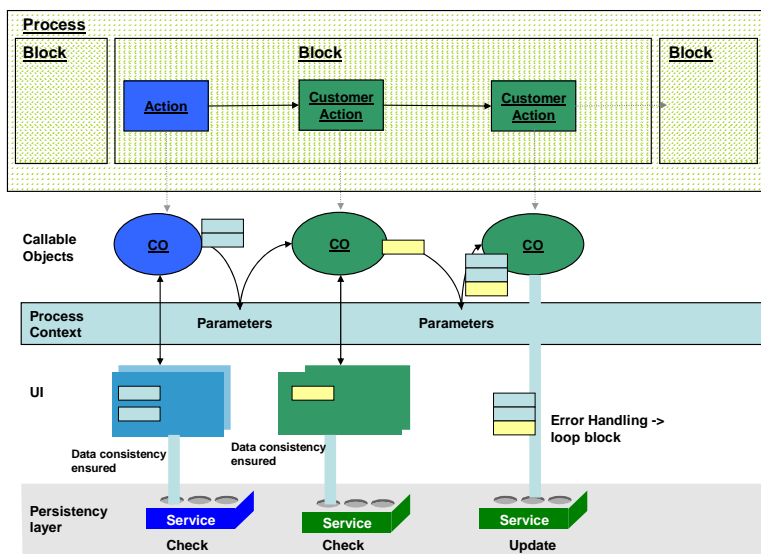 Process
Block
Block
Block
Action
Customer
Action
Customer
Action
Callable
Objects
CO
CO
CO
Process
Context
Parameters
Parameters
UI
Error Handling ->
loop block
Data consistency
ensured
Data consistency
ensured
Persistency
layer
Service
Service
Service
Check
Check
Update